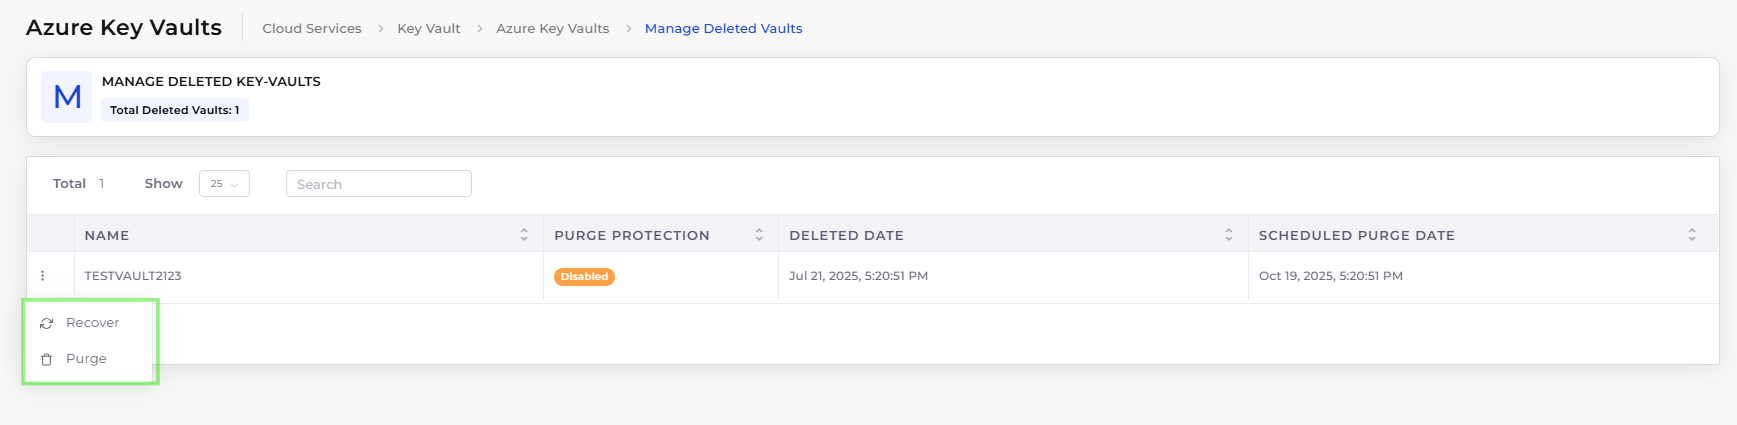 Azure Key Vaults Cloud Services > Key Vault > Azure Key Vaults > Manage Deleted Vaults
M
MANAGE DELETED KEY-VAULTS
Total Deleted Vaults: 1
Total 1 Show 25 Search
NAME PURGE PROTECTION DELETED DATE SCHEDULED PURGE DATE
TESTVAULT2123 Disabled Jul 21, 2025, 5:20:51 PM Oct 19, 2025, 5:20:51 PM
Recover
Purge